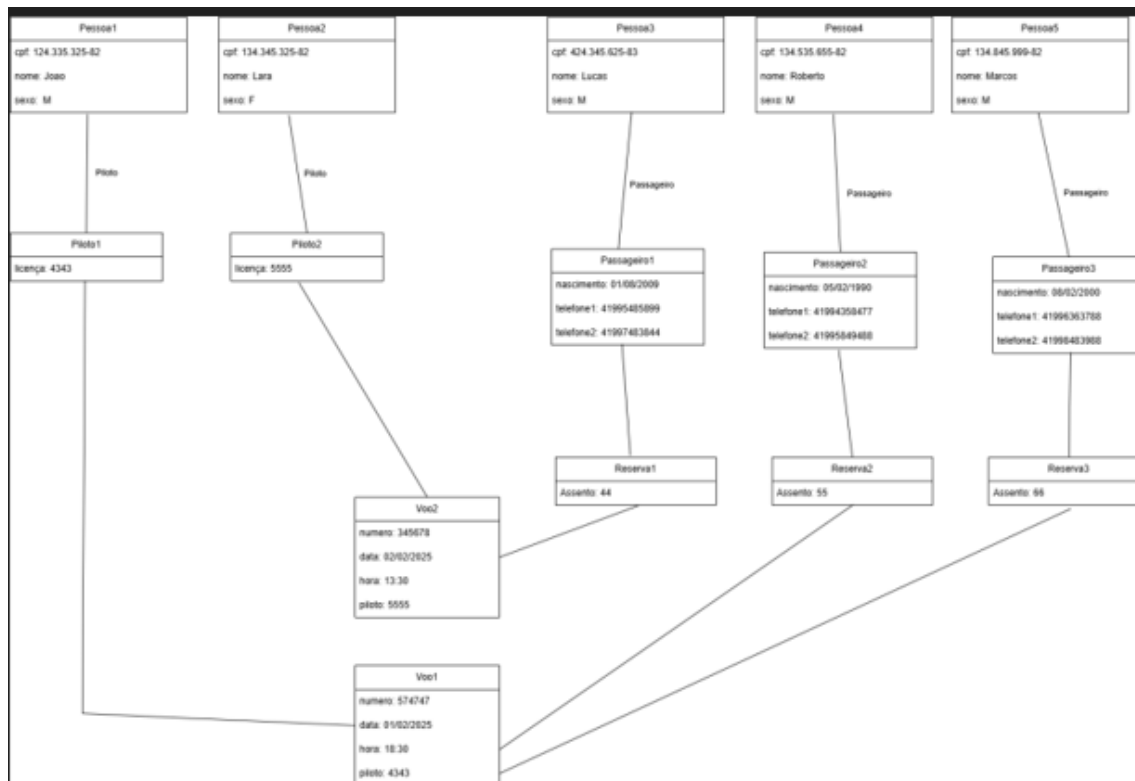 Pessoa1
cpf: 124.335.325-82
nome: Joao
sexo: M
Pessoa2
cpf: 134.345.325-82
nome: Lara
sexo: F
Pessoa3
cpf: 424.345.625-83
nome: Lucas
sexo: M
Pessoa4
cpf: 134.535.655-82
nome: Roberto
sexo: M
Pessoa5
cpf: 134.845.999-82
nome: Marcos
sexo: M
Piloto
Piloto
Passageiro
Passageiro
Passageiro
Piloto1
licença: 4343
Piloto2
licença: 5555
Passageiro1
nascimento: 01/08/2009
telefone1: 41995485899
telefone2: 41997483844
Passageiro2
nascimento: 05/02/1990
telefone1: 41994358477
telefone2: 41995849488
Passageiro3
nascimento: 08/02/2000
telefone1: 41996363788
telefone2: 41998483988
Reserva1
Assento: 44
Reserva2
Assento: 55
Reserva3
Assento: 66
Voo2
numero: 345678
data: 02/02/2025
hora: 13:30
piloto: 5555
Voo1
numero: 574747
data: 01/02/2025
hora: 18:30
piloto: 4343